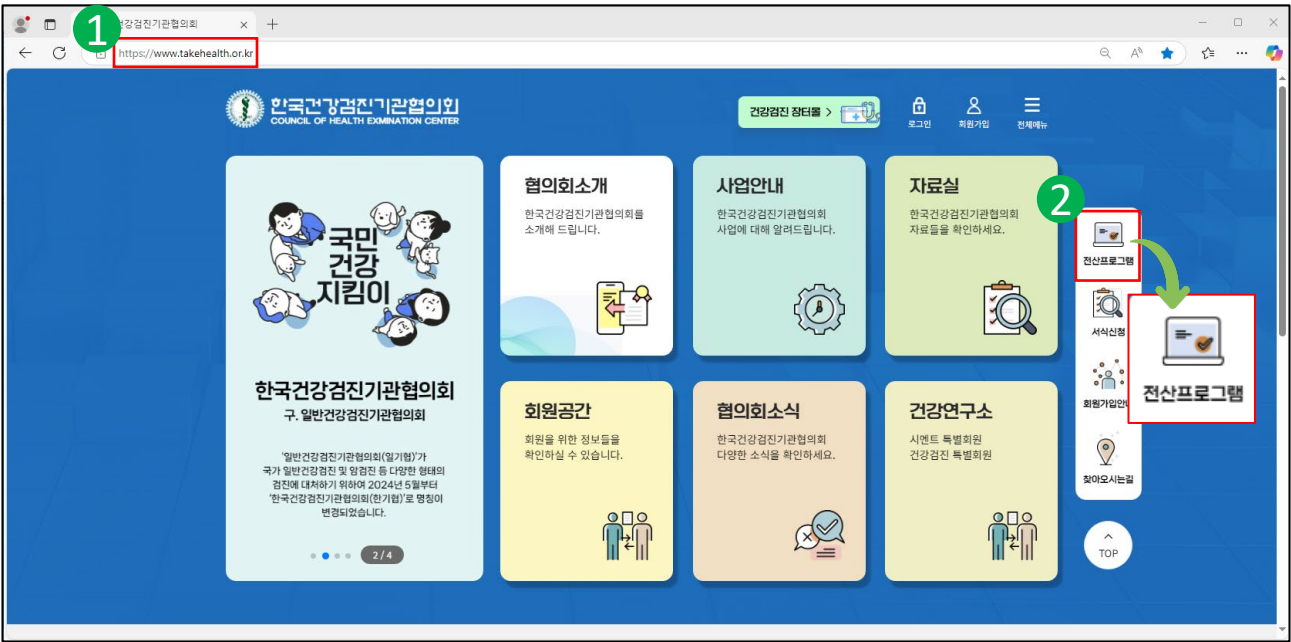 1
건강검진기관협의회
https://www.takehealth.or.kr
한국건강검진기관협의회
COUNCIL OF HEALTH EXMINATION CENTER
건강검진 장터몰 >
로그인
회원가입
전체메뉴
국민
건강
지킴이
한국건강검진기관협의회
구. 일반건강검진기관협의회
'일반건강검진기관협의회(일기협)'가
국가 일반건강검진 및 암검진 등 다양한 형태의
검진에 대처하기 위하여 2024년 5월부터
'한국건강검진기관협의회(한기협)'로 명칭이
변경되었습니다.
2/4
협의회소개
한국건강검진기관협의회를
소개해 드립니다.
사업안내
한국건강검진기관협의회
사업에 대해 알려드립니다.
자료실
한국건강검진기관협의회
자료들을 확인하세요.
회원공간
회원을 위한 정보들을
확인하실 수 있습니다.
협의회소식
한국건강검진기관협의회
다양한 소식을 확인하세요.
건강연구소
시멘트 특별회원
건강검진 특별회원
2
전산프로그램
서식신청
회원가입안
찾아오시는길
TOP
전산프로그램